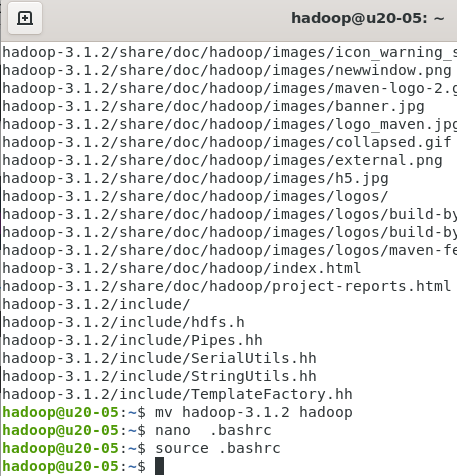 hadoop@u20-05: ~
hadoop-3.1.2/share/doc/hadoop/images/icon_warning_s
hadoop-3.1.2/share/doc/hadoop/images/newwindow.png
hadoop-3.1.2/share/doc/hadoop/images/maven-logo-2.g
hadoop-3.1.2/share/doc/hadoop/images/banner.jpg
hadoop-3.1.2/share/doc/hadoop/images/logo_maven.jpg
hadoop-3.1.2/share/doc/hadoop/images/collapsed.gif
hadoop-3.1.2/share/doc/hadoop/images/external.png
hadoop-3.1.2/share/doc/hadoop/images/h5.jpg
hadoop-3.1.2/share/doc/hadoop/images/logos/
hadoop-3.1.2/share/doc/hadoop/images/logos/build-by
hadoop-3.1.2/share/doc/hadoop/images/logos/build-by
hadoop-3.1.2/share/doc/hadoop/images/logos/maven-fe
hadoop-3.1.2/share/doc/hadoop/index.html
hadoop-3.1.2/share/doc/hadoop/project-reports.html
hadoop-3.1.2/include/
hadoop-3.1.2/include/hdfs.h
hadoop-3.1.2/include/Pipes.hh
hadoop-3.1.2/include/SerialUtils.hh
hadoop-3.1.2/include/StringUtils.hh
hadoop-3.1.2/include/TemplateFactory.hh
hadoop@u20-05:~$ mv hadoop-3.1.2 hadoop
hadoop@u20-05:~$ nano  .bashrc
hadoop@u20-05:~$ source .bashrc
hadoop@u20-05:~$